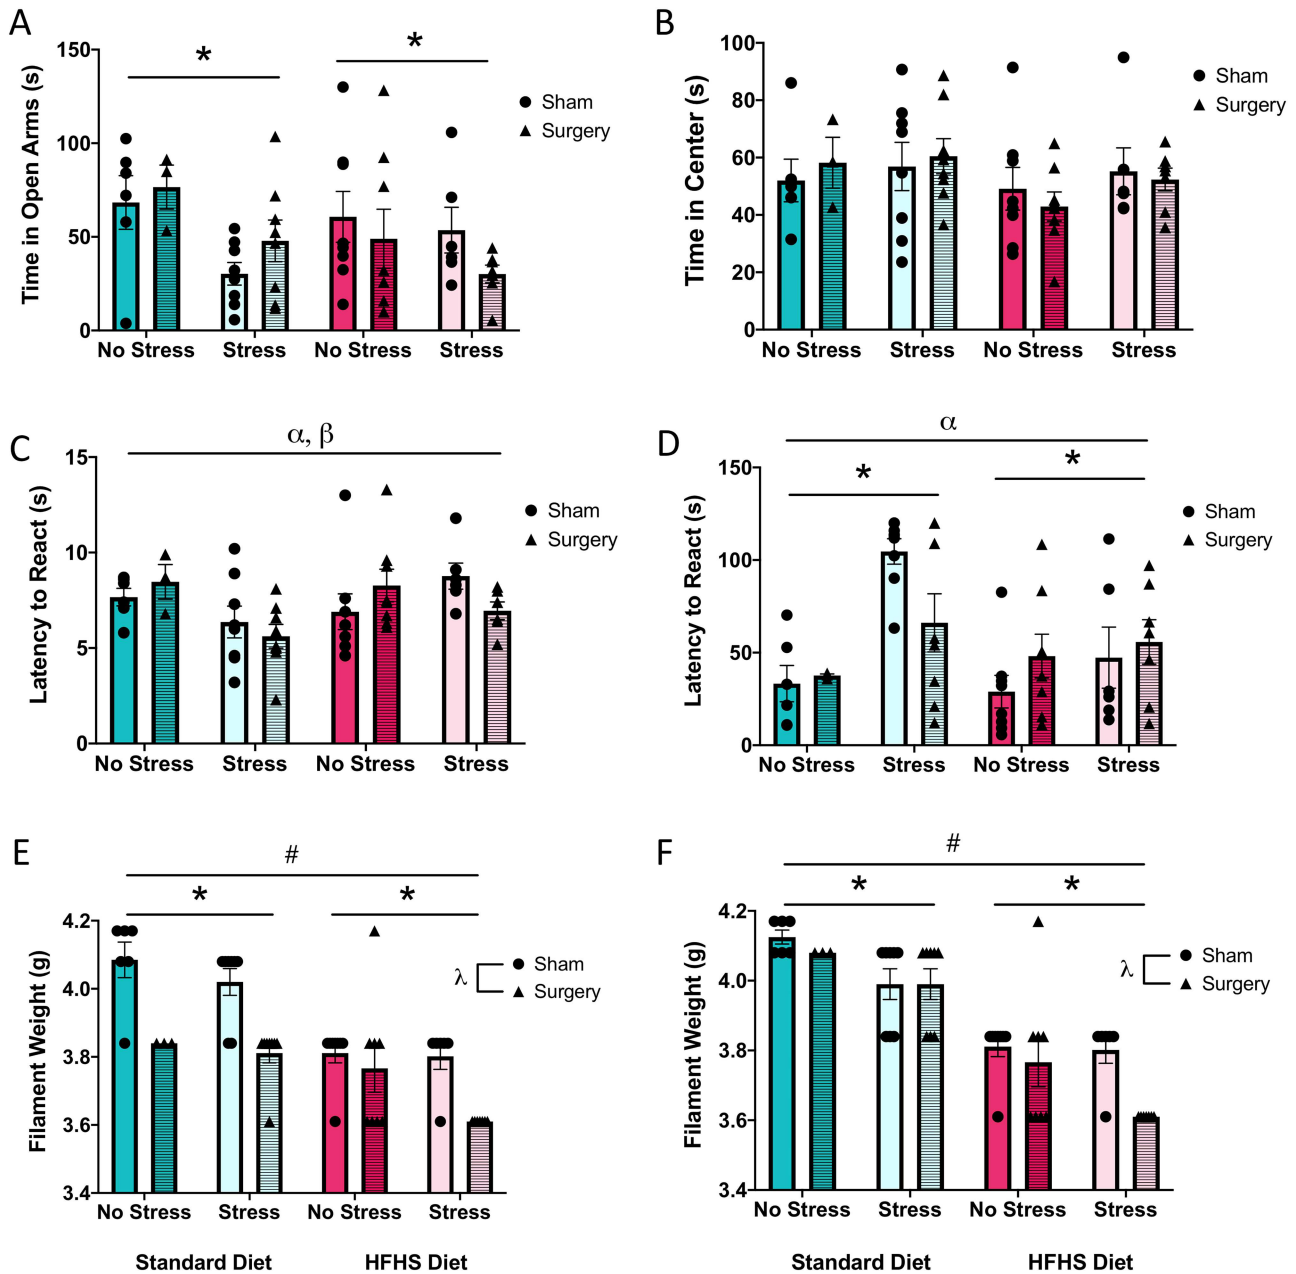 A
Time in Open Arms (s)
150
100
50
0
*
*
Sham
Surgery
No Stress
Stress
No Stress
Stress
B
Time in Center (s)
100
80
60
40
20
0
Sham
Surgery
No Stress
Stress
No Stress
Stress
C
Latency to React (s)
15
10
5
0
α, β
Sham
Surgery
No Stress
Stress
No Stress
Stress
D
Latency to React (s)
150
100
50
0
α
*
*
Sham
Surgery
No Stress
Stress
No Stress
Stress
E
Filament Weight (g)
4.2
4.0
3.8
3.6
3.4
#
*
*
λ
Sham
Surgery
No Stress
Stress
No Stress
Stress
Standard Diet
HFHS Diet
F
Filament Weight (g)
4.2
4.0
3.8
3.6
3.4
#
*
*
λ
Sham
Surgery
No Stress
Stress
No Stress
Stress
Standard Diet
HFHS Diet